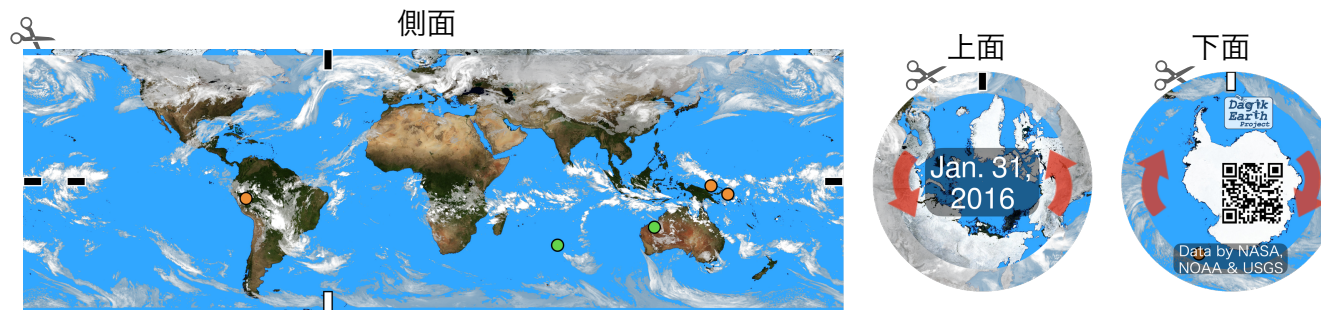 側面
上面
下面
Jan. 31,
2016
Dagik
Earth
Project
Data by NASA,
NOAA & USGS